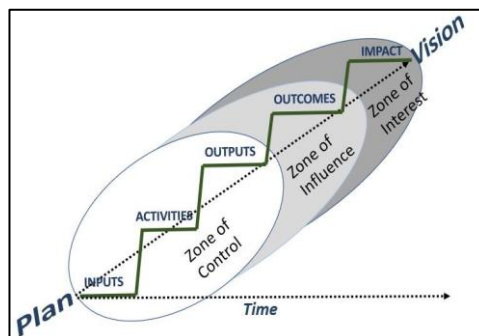 IMPACT
Vision
OUTCOMES
Zone of
Interest
OUTPUTS
Zone of
Influence
ACTIVITIES
Zone of
Control
INPUTS
Plan
Time